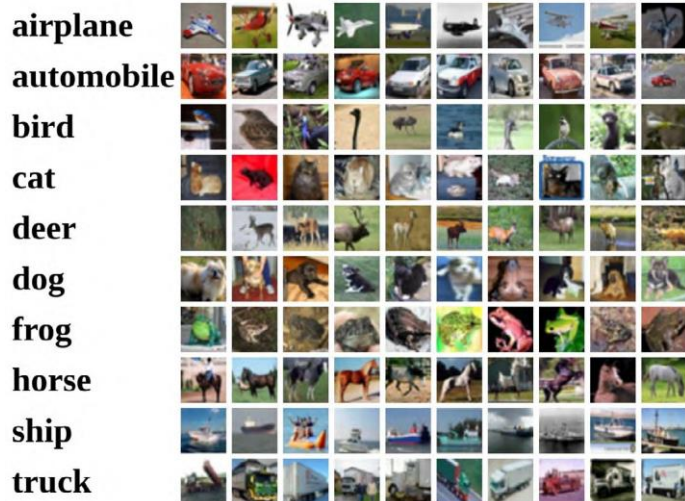 airplane
automobile
bird
cat
deer
dog
frog
horse
ship
truck